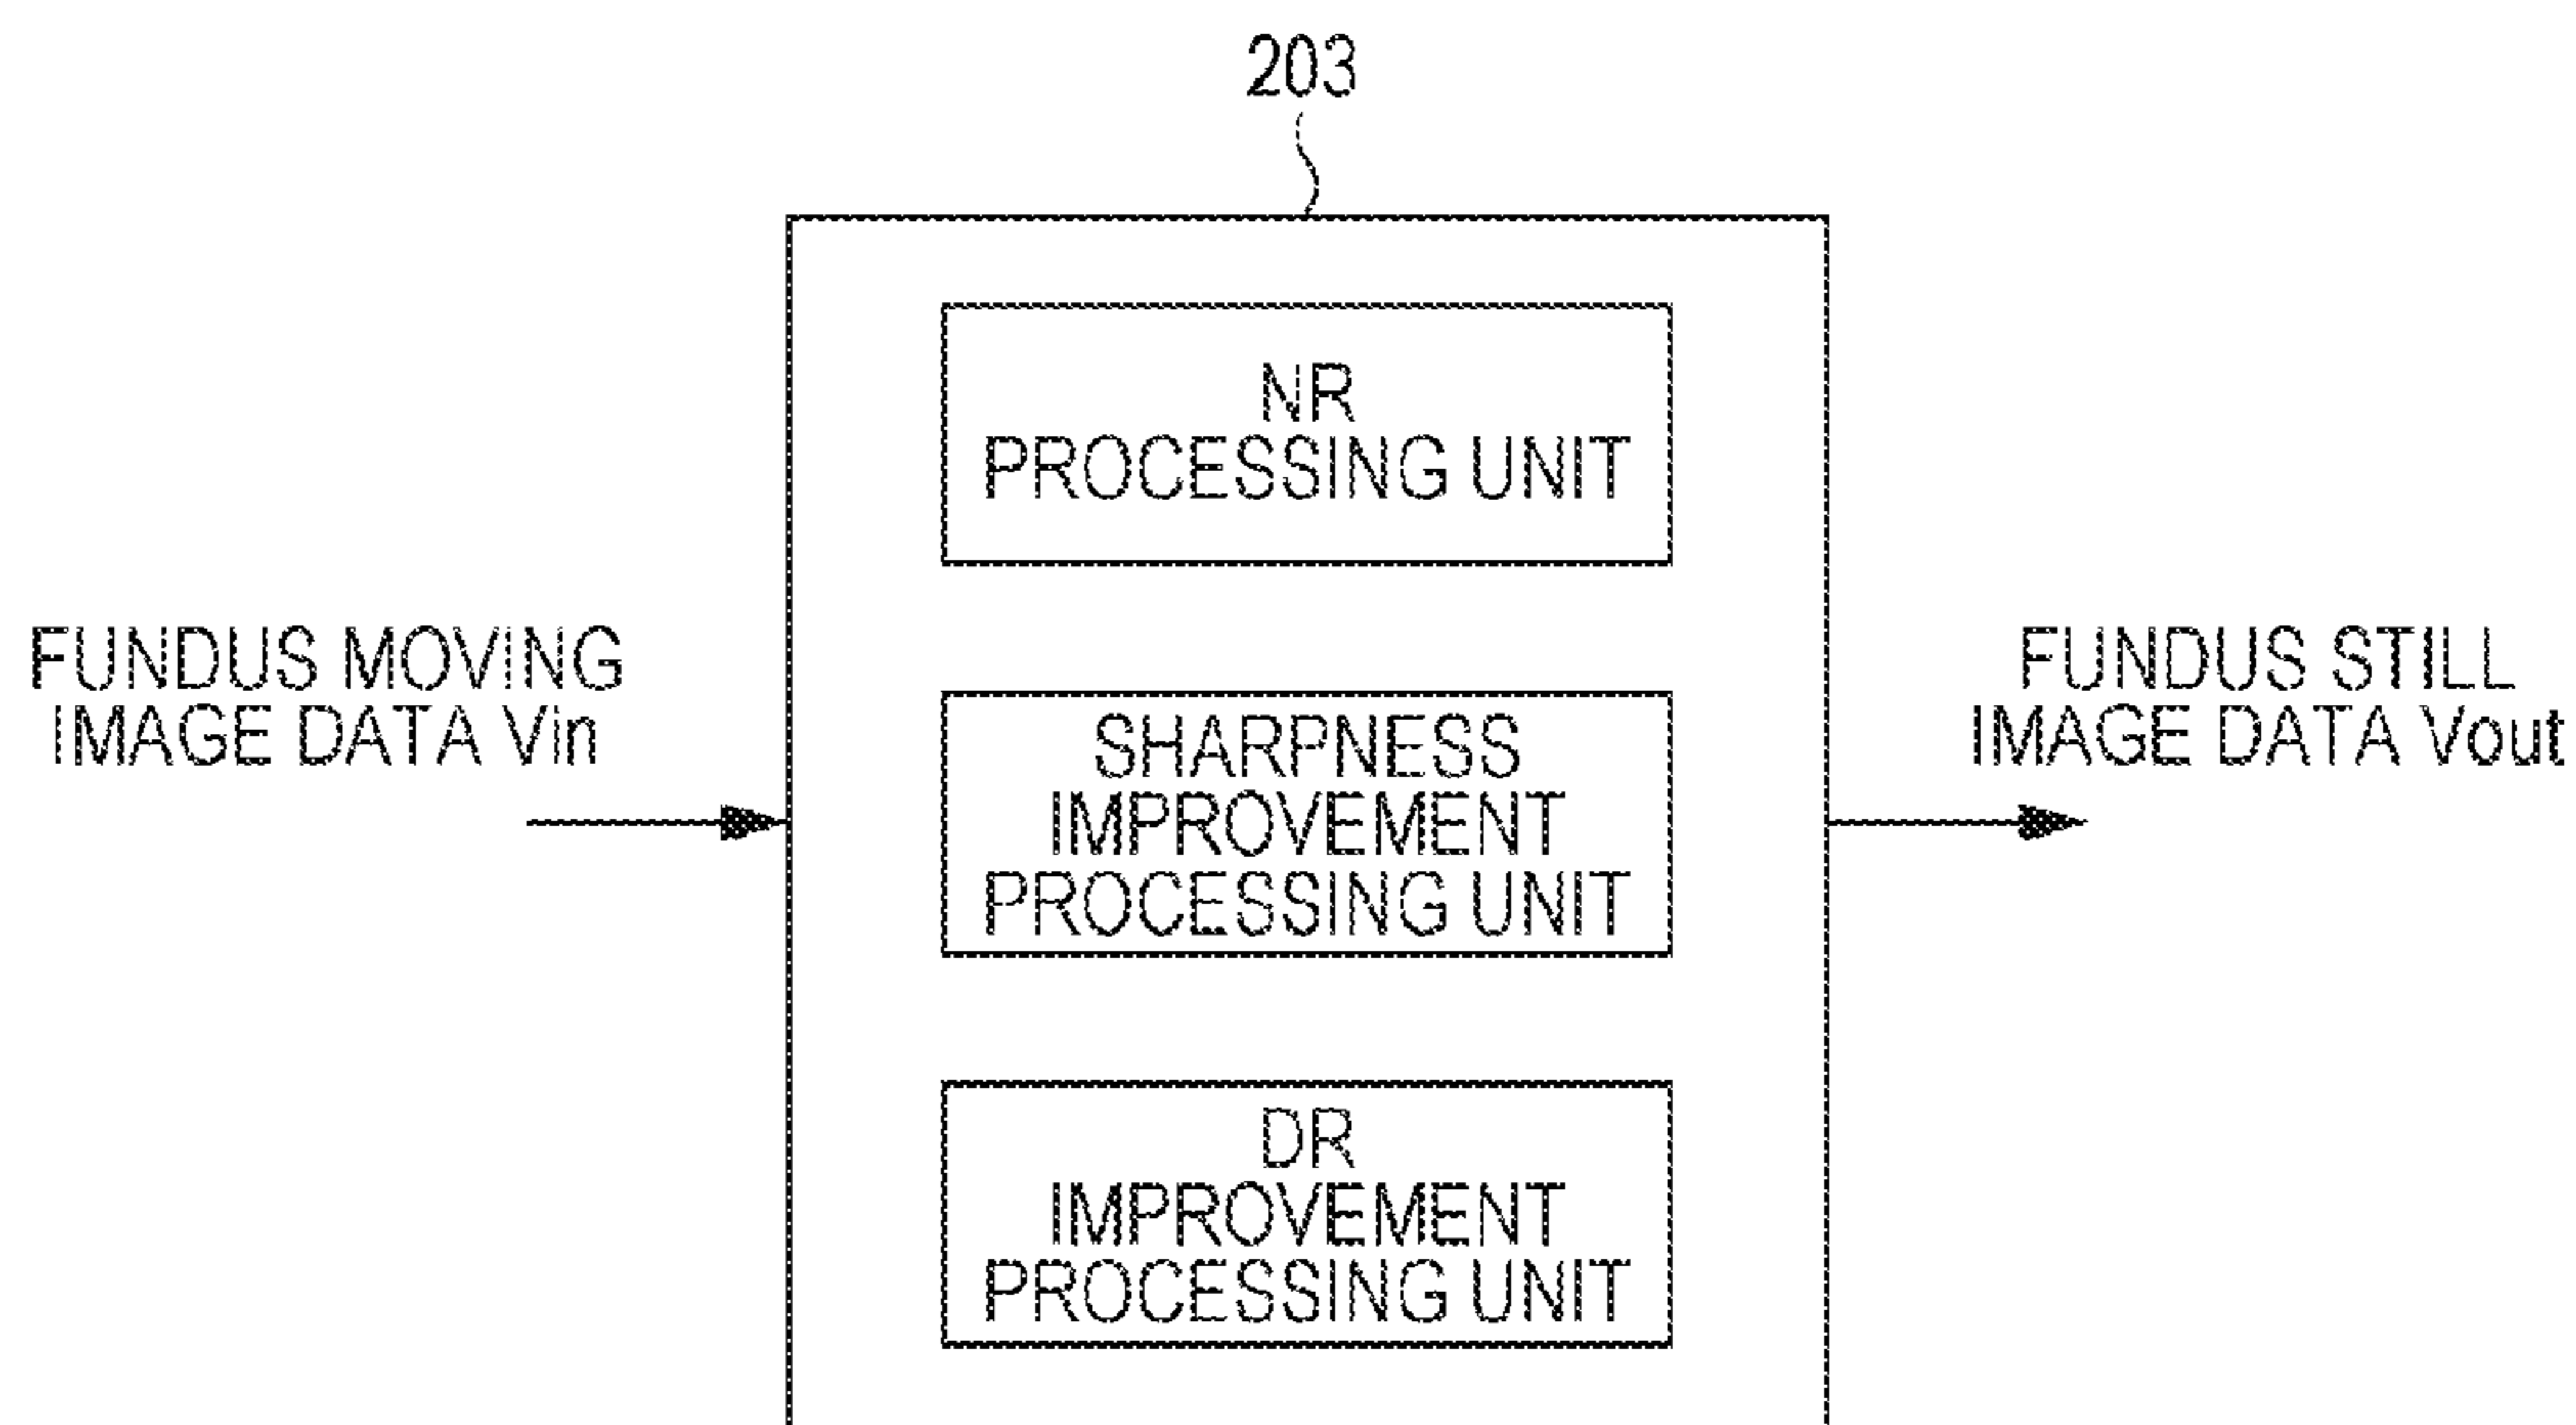 203
NR
PROCESSING UNIT
FUNDUS MOVING
IMAGE DATA Vin
SHARPNESS
IMPROVEMENT
PROCESSING UNIT
FUNDUS STILL
IMAGE DATA Vout
DR
IMPROVEMENT
PROCESSING UNIT